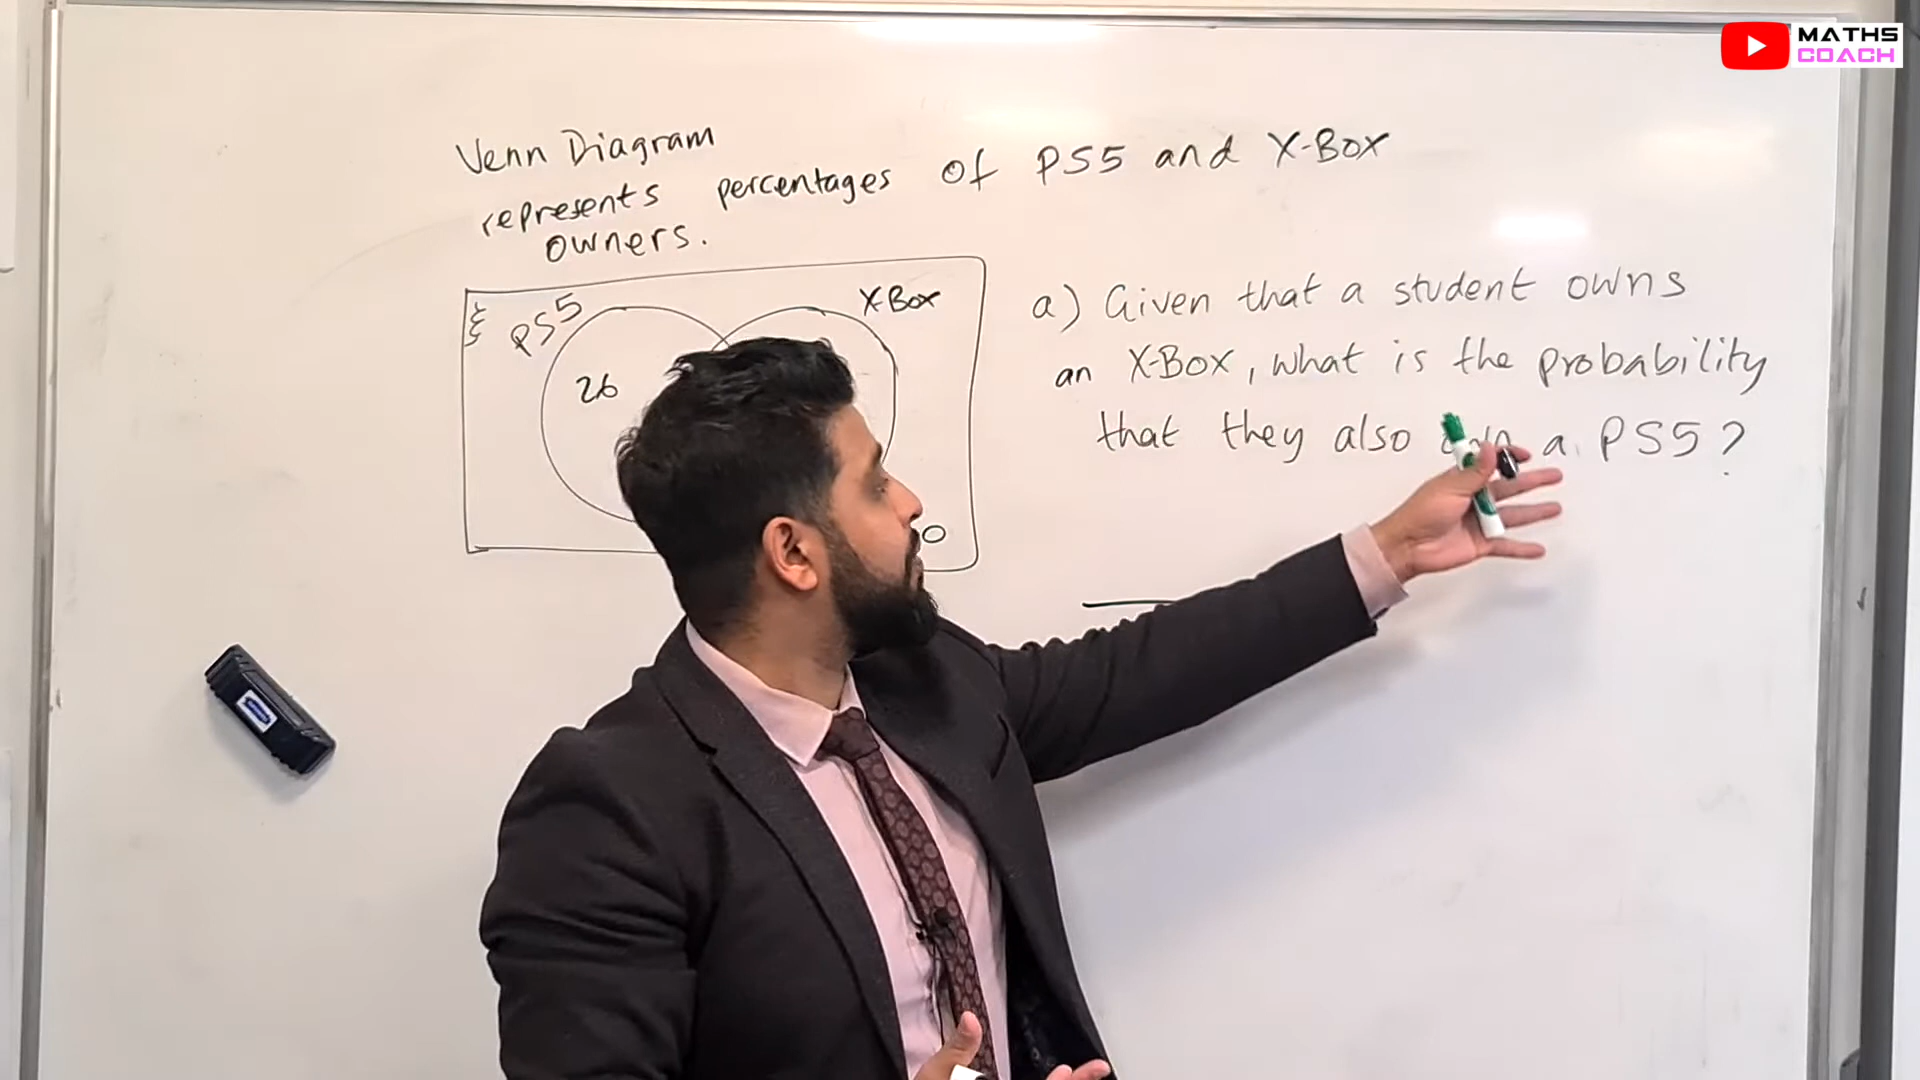 MATHS
COACH
Venn Diagram
represents percentages of PS5 and X-Box
owners.
ξ PS5
X-Box
26
0
a) Given that a student owns
an X-Box, what is the probability
that they also own a PS5?